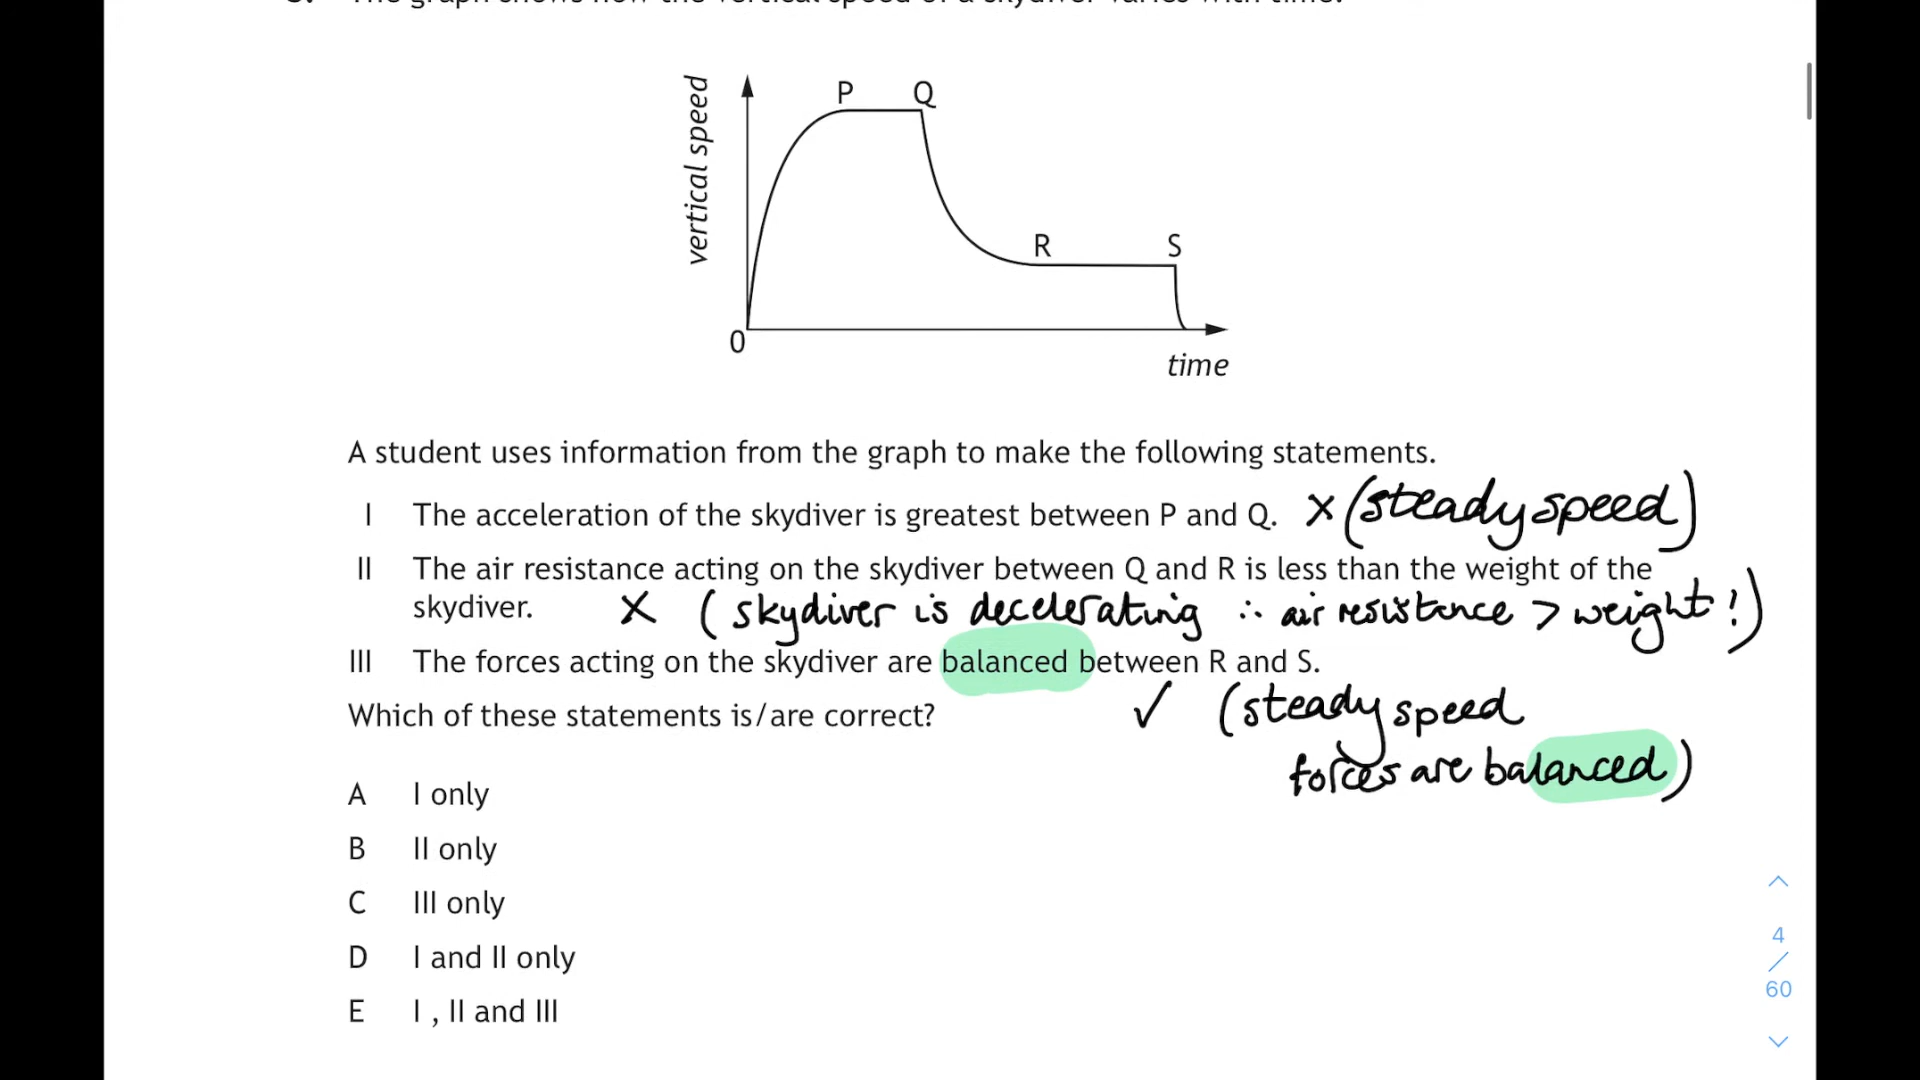 The graph shows how the vertical speed of a skydiver varies with time.
vertical speed
P Q
R S
0
time
A student uses information from the graph to make the following statements.
I The acceleration of the skydiver is greatest between P and Q. x (steady speed)
II The air resistance acting on the skydiver between Q and R is less than the weight of the
skydiver. x (skydiver is decelerating ∴ air resistance > weight!)
III The forces acting on the skydiver are balanced between R and S.
Which of these statements is/are correct? ✓ (steady speed
forces are balanced)
A I only
B II only
C III only
D I and II only
E I , II and III
4
/
60